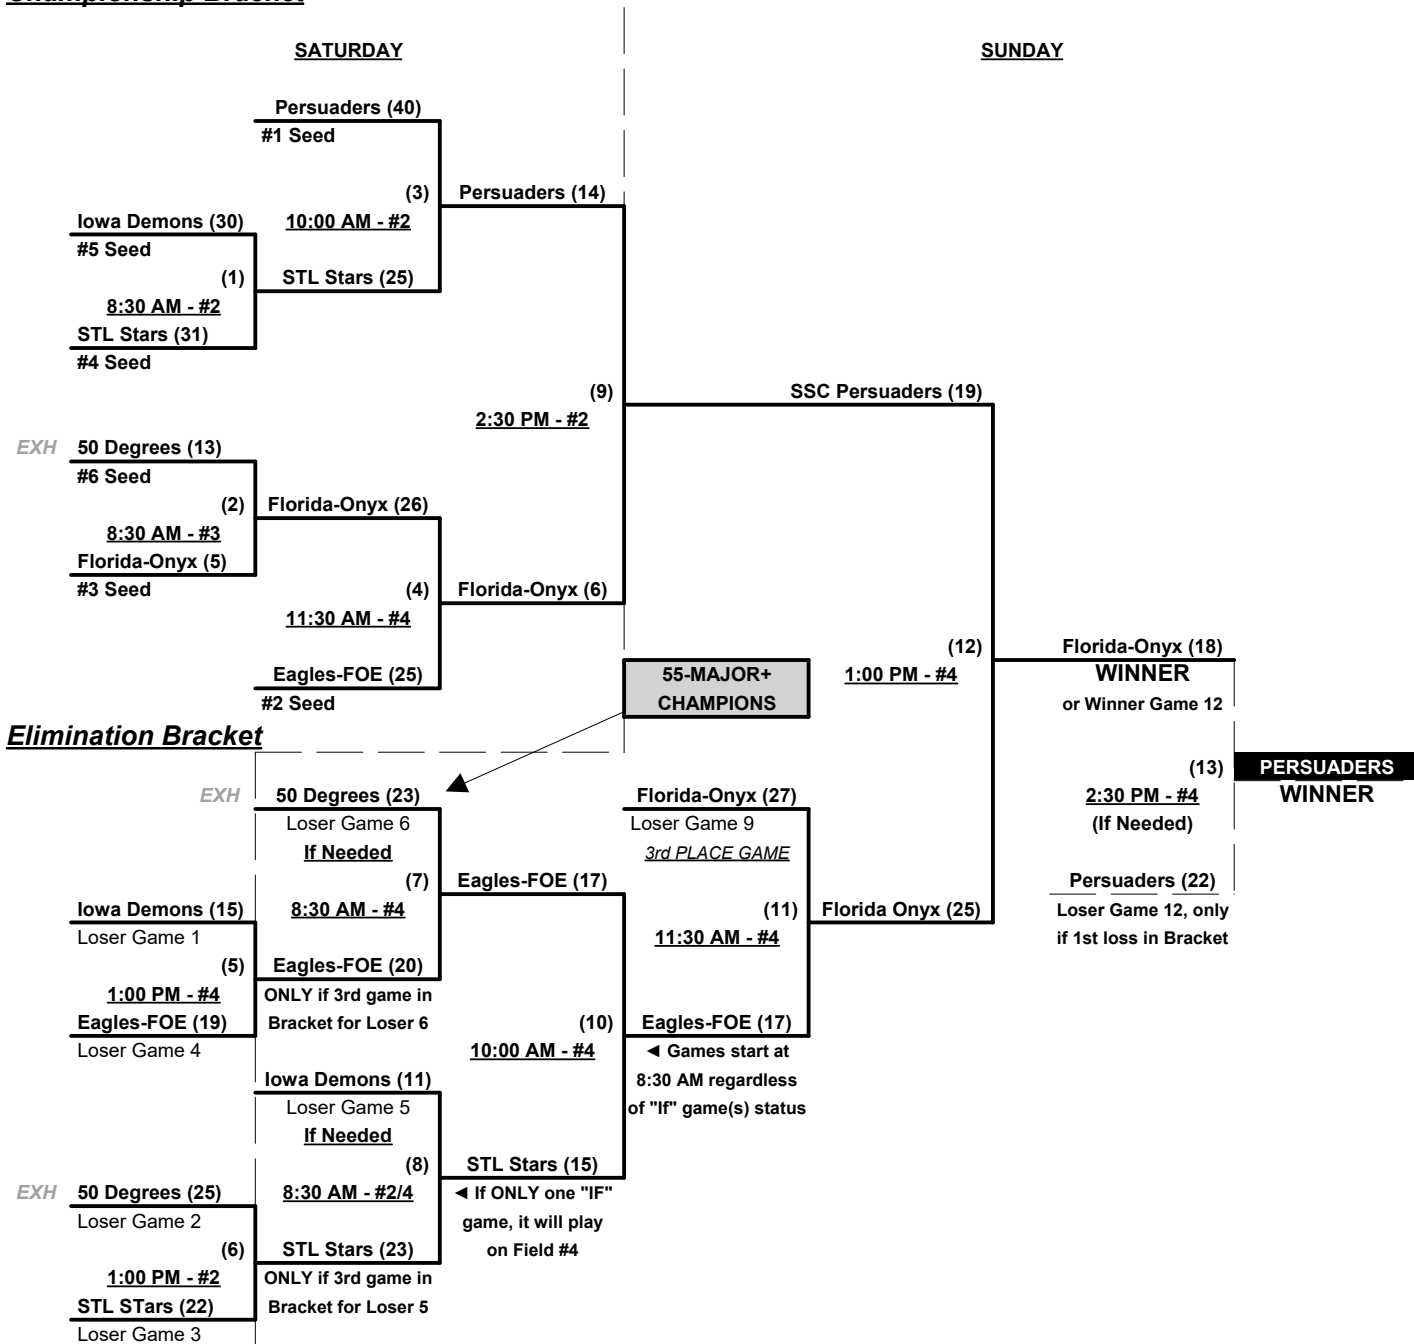 Championship Bracket
SATURDAY
SUNDAY
Persuaders (40)
#1 Seed
(3)
Persuaders (14)
10:00 AM - #2
Iowa Demons (30)
#5 Seed
(1)
STL Stars (25)
8:30 AM - #2
STL Stars (31)
#4 Seed
(9)
SSC Persuaders (19)
2:30 PM - #2
EXH 50 Degrees (13)
#6 Seed
(2)
Florida-Onyx (26)
8:30 AM - #3
Florida-Onyx (5)
#3 Seed
(4)
Florida-Onyx (6)
11:30 AM - #4
Eagles-FOE (25)
#2 Seed
55-MAJOR+
CHAMPIONS
(12)
1:00 PM - #4
Florida-Onyx (18)
WINNER
or Winner Game 12
Elimination Bracket
(13)
PERSUADERS
WINNER
2:30 PM - #4
(If Needed)
EXH 50 Degrees (23)
Loser Game 6
If Needed
Florida-Onyx (27)
Loser Game 9
3rd PLACE GAME
(7)
Eagles-FOE (17)
8:30 AM - #4
Persuaders (22)
Loser Game 12, only
if 1st loss in Bracket
Iowa Demons (15)
Loser Game 1
(11)
Florida Onyx (25)
11:30 AM - #4
(5)
Eagles-FOE (20)
1:00 PM - #4
ONLY if 3rd game in
Bracket for Loser 6
Eagles-FOE (19)
Loser Game 4
(10)
Eagles-FOE (17)
10:00 AM - #4
◄ Games start at
8:30 AM regardless
of "If" game(s) status
Iowa Demons (11)
Loser Game 5
If Needed
(8)
STL Stars (15)
8:30 AM - #2/4
◄ If ONLY one "IF"
game, it will play
on Field #4
EXH 50 Degrees (25)
Loser Game 2
(6)
STL Stars (23)
1:00 PM - #2
ONLY if 3rd game in
Bracket for Loser 5
STL STars (22)
Loser Game 3